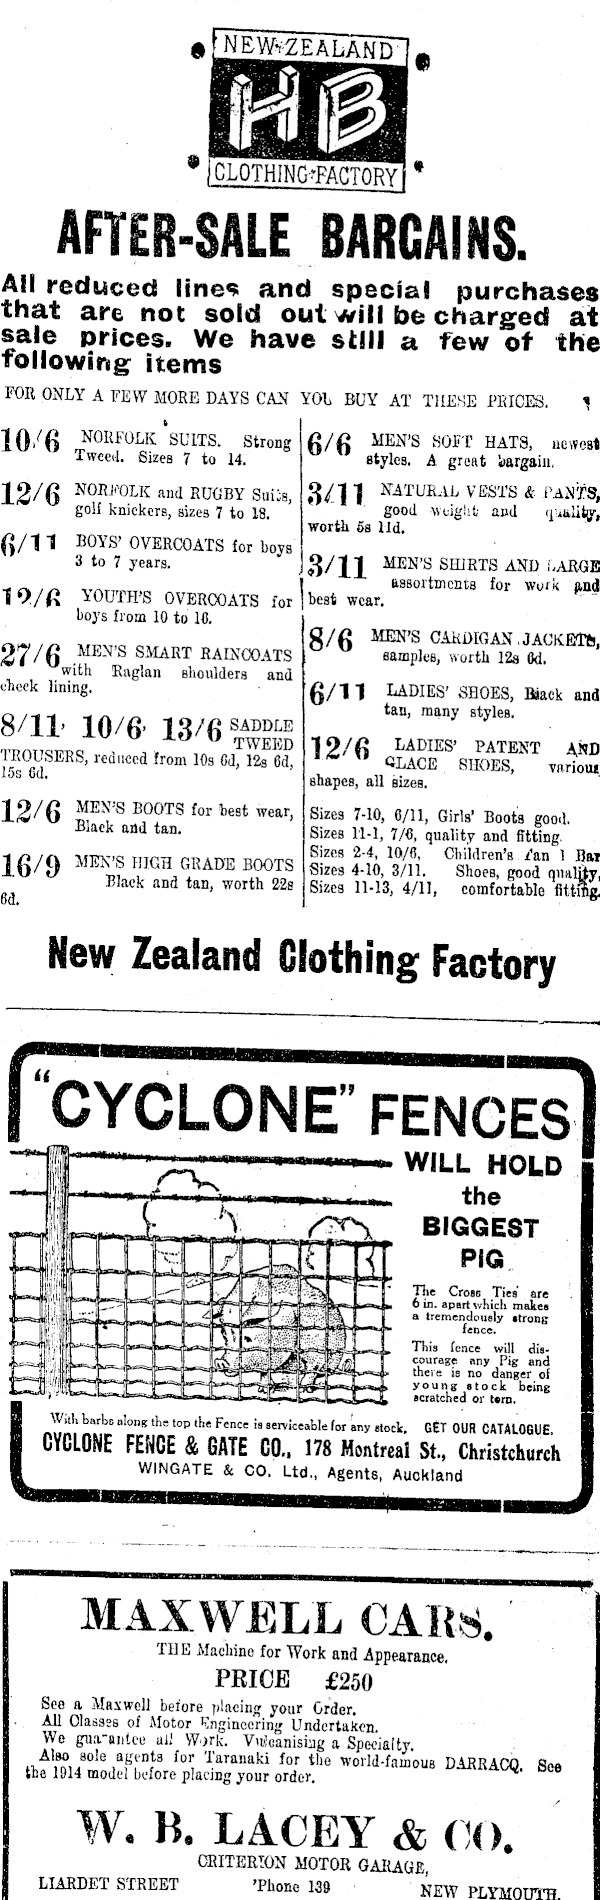 NEW ZEALAND
HB
CLOTHING FACTORY
AFTER-SALE BARGAINS.
All reduced lines and special purchases
that are not sold out will be charged at
sale prices. We have still a few of the
following items
FOR ONLY A FEW MORE DAYS CAN YOU BUY AT THESE PRICES.
10/6 NORFOLK SUITS. Strong
Tweed. Sizes 7 to 14.
12/6 NORFOLK and RUGBY Suits,
golf knickers, sizes 7 to 18.
6/11 BOYS' OVERCOATS for boys
3 to 7 years.
12/6 YOUTH'S OVERCOATS for
boys from 10 to 16.
27/6 MEN'S SMART RAINCOATS
with Raglan shoulders and
check lining.
8/11, 10/6, 13/6 SADDLE
TWEED
TROUSERS, reduced from 10s 6d, 12s 6d,
15s 6d.
12/6 MEN'S BOOTS for best wear,
Black and tan.
16/9 MEN'S HIGH GRADE BOOTS
Black and tan, worth 22s
6d.
6/6 MEN'S SOFT HATS, newest
styles. A great bargain.
3/11 NATURAL VESTS & PANTS,
good weight and quality,
worth 5s 11d.
3/11 MEN'S SHIRTS AND LARGE
assortments for work and
best wear.
8/6 MEN'S CARDIGAN JACKETS,
samples, worth 12s 6d.
6/11 LADIES' SHOES, Black and
tan, many styles.
12/6 LADIES' PATENT AND
GLACE SHOES, various
shapes, all sizes.
Sizes 7-10, 6/11, Girls' Boots good.
Sizes 11-1, 7/6, quality and fitting.
Sizes 2-4, 10/6, Children's Tan 1 Bar
Sizes 4-10, 3/11. Shoes, good quality,
Sizes 11-13, 4/11, comfortable fitting.
New Zealand Clothing Factory
"CYCLONE" FENCES
WILL HOLD
the
BIGGEST
PIG
The Cross Ties are
6 in. apart which makes
a tremendously strong
fence.
This fence will dis-
courage any Pig and
there is no danger of
young stock being
scratched or torn.
With barbs along the top the Fence is serviceable for any stock. GET OUR CATALOGUE.
CYCLONE FENCE & GATE CO., 178 Montreal St., Christchurch
WINGATE & CO. Ltd., Agents, Auckland
MAXWELL CARS.
THE Machine for Work and Appearance.
PRICE £250
See a Maxwell before placing your Order.
All Classes of Motor Engineering Undertaken.
We guarantee all Work. Vulcanising a Specialty.
Also sole agents for Taranaki for the world-famous DARRACQ. See
the 1914 model before placing your order.
W. B. LACEY & CO.
CRITERION MOTOR GARAGE,
LIARDET STREET 'Phone 139 NEW PLYMOUTH.